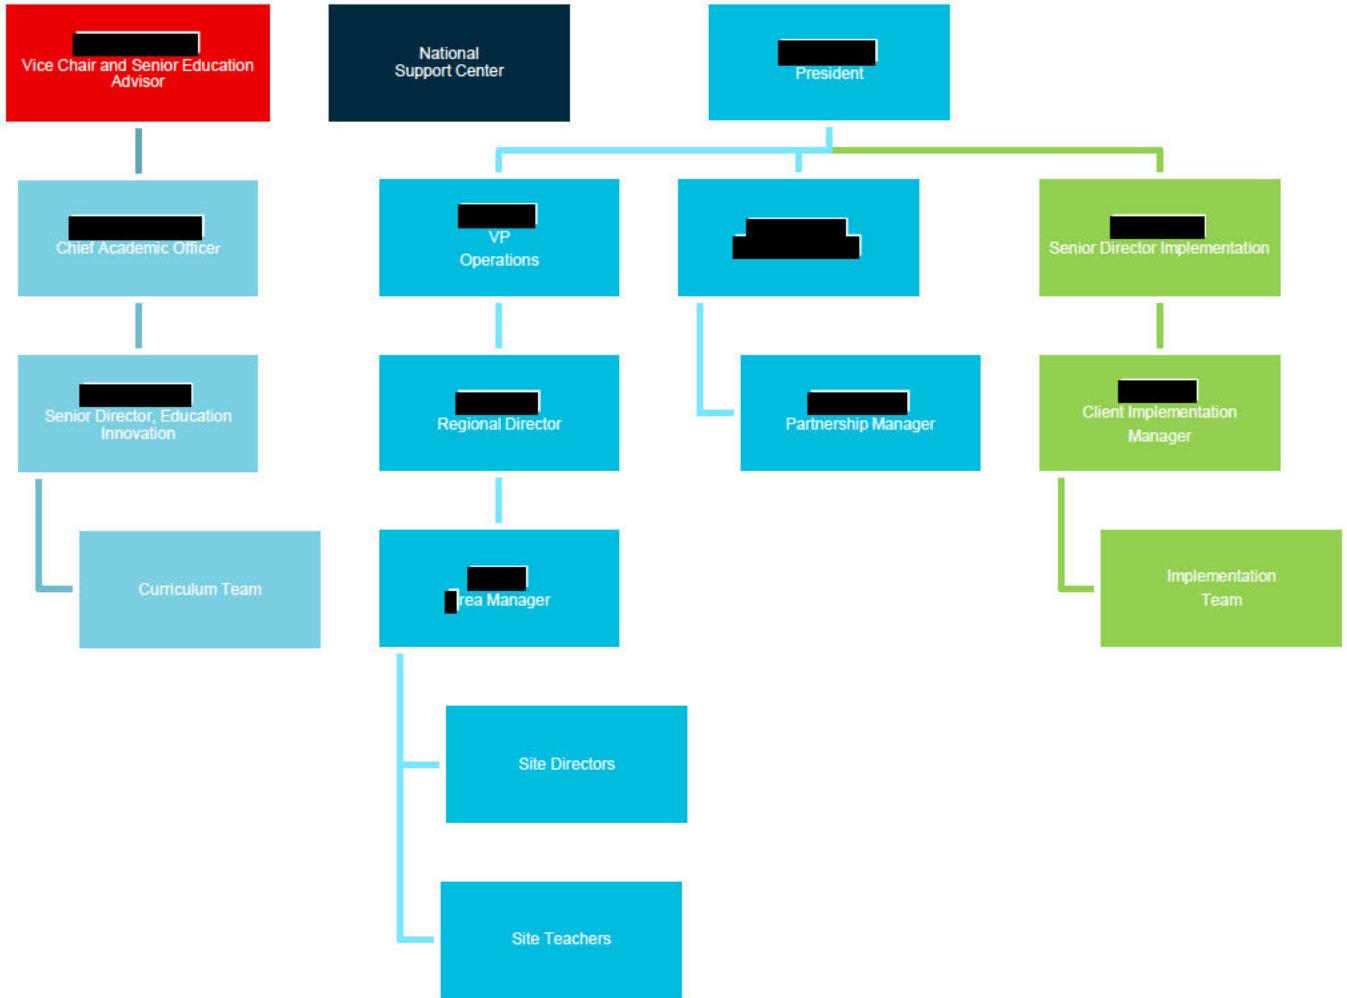 Vice Chair and Senior Education
Advisor
National
Support Center
President
Chief Academic Officer
VP
Operations
Senior Director Implementation
Senior Director, Education
Innovation
Regional Director
Partnership Manager
Client Implementation
Manager
Curriculum Team
rea Manager
Implementation
Team
Site Directors
Site Teachers